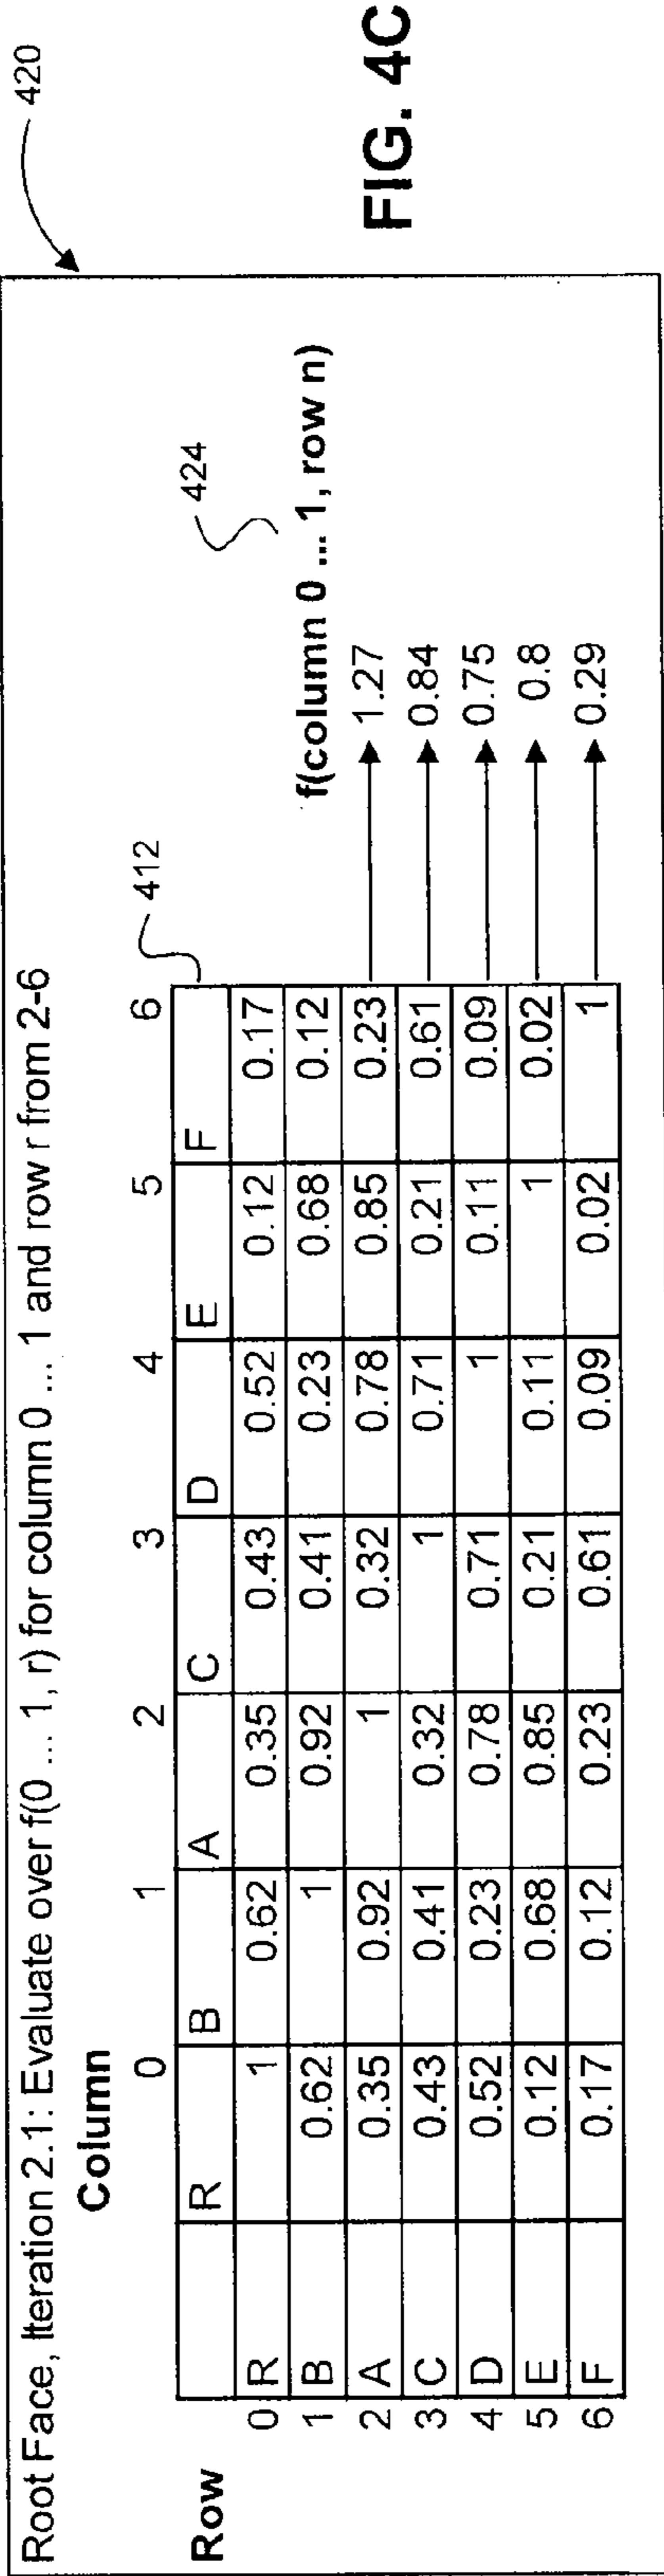 420
Root Face, Iteration 2.1: Evaluate over f(0 ... 1, r) for column 0 ... 1 and row r from 2-6
Column
0 1 2 3 4 5 6
412
424
R B A C D E F
Row
f(column 0 ... 1, row n)
0 R 1 0.62 0.35 0.43 0.52 0.12 0.17
1 B 0.62 1 0.92 0.41 0.23 0.68 0.12
2 A 0.35 0.92 1 0.32 0.78 0.85 0.23 1.27
3 C 0.43 0.41 0.32 1 0.71 0.21 0.61 0.84
4 D 0.52 0.23 0.78 0.71 1 0.11 0.09 0.75
5 E 0.12 0.68 0.85 0.21 0.11 1 0.02 0.8
6 F 0.17 0.12 0.23 0.61 0.09 0.02 1 0.29
FIG. 4C